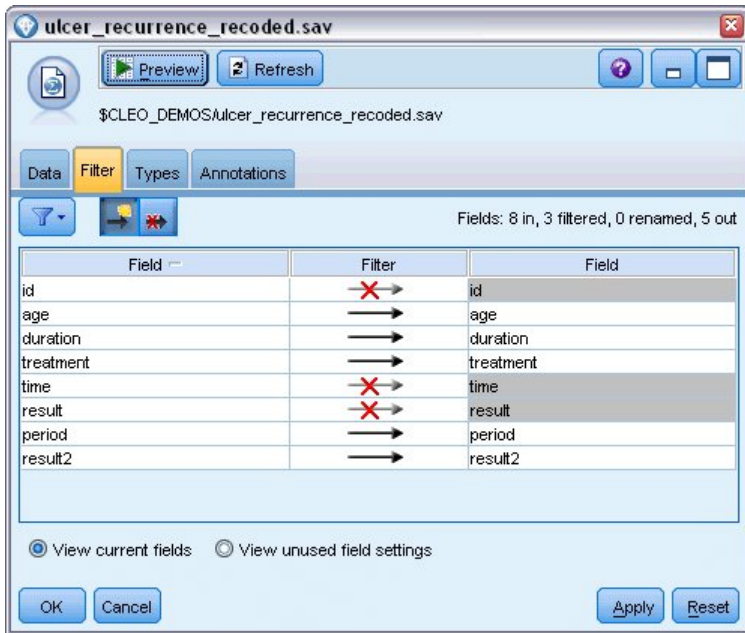 ulcer_recurrence_recoded.sav
Preview Refresh ?
$CLEO_DEMOS/ulcer_recurrence_recoded.sav
Data Filter Types Annotations
Fields: 8 in, 3 filtered, 0 renamed, 5 out
Field Filter Field
id id
age age
duration duration
treatment treatment
time time
result result
period period
result2 result2
View current fields View unused field settings
OK Cancel Apply Reset